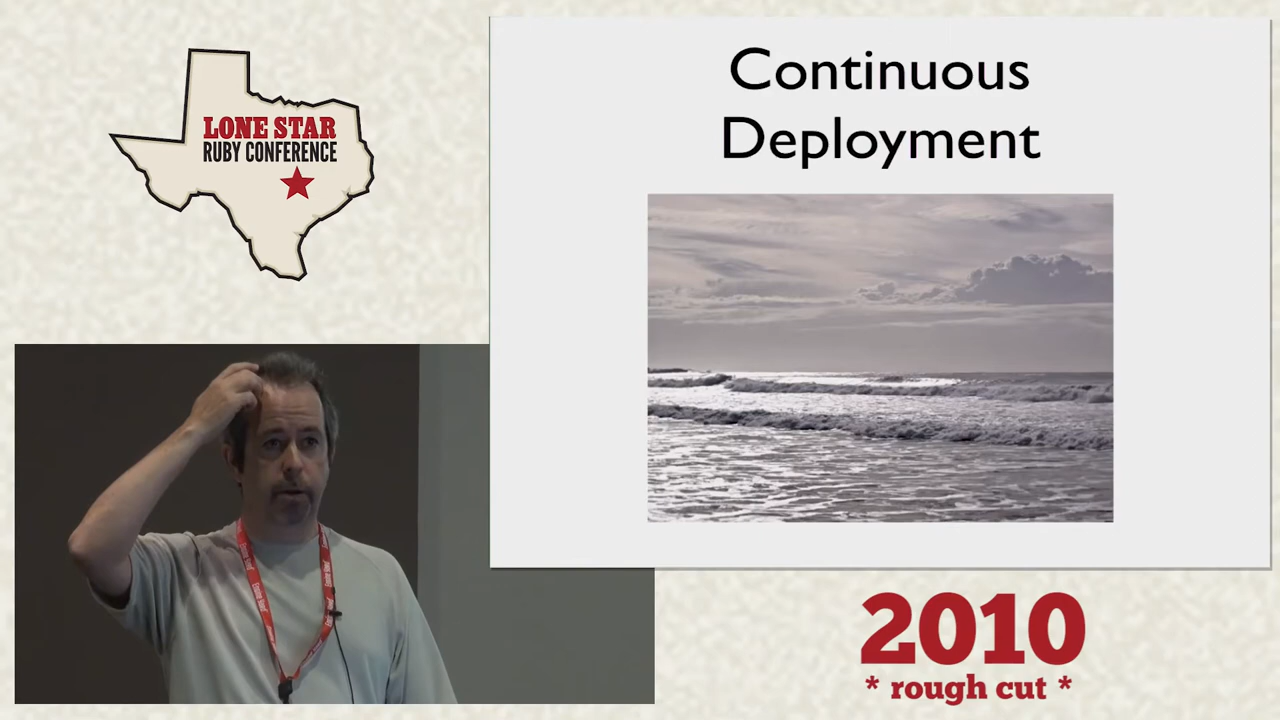 LONE STAR
RUBY CONFERENCE
Continuous
Deployment
2010
* rough cut *